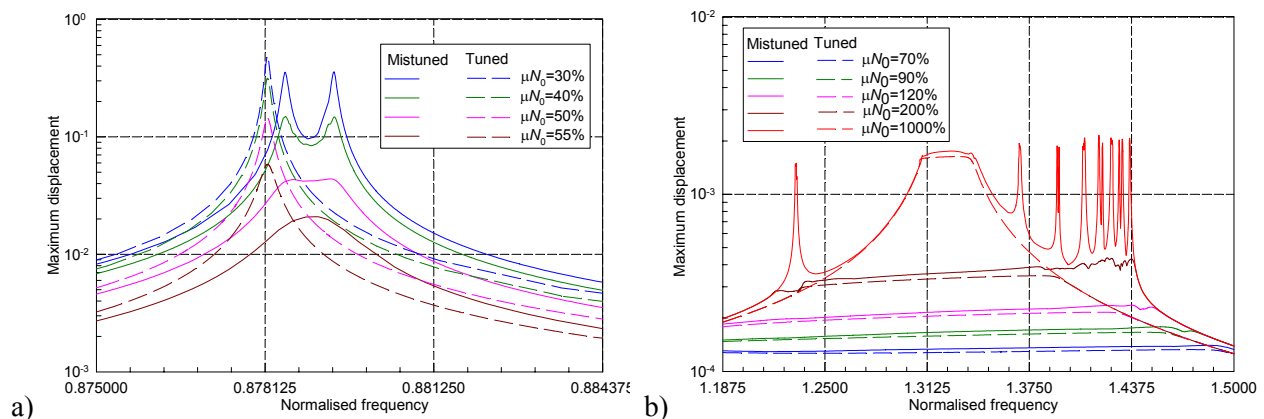 10⁰
10⁻¹
10⁻²
10⁻³
Maximum displacement
Mistuned Tuned
μN₀=30%
μN₀=40%
μN₀=50%
μN₀=55%
0.875000 0.878125 0.881250 0.884375
Normalised frequency
a)
10⁻²
10⁻³
10⁻⁴
Maximum displacement
Mistuned Tuned
μN₀=70%
μN₀=90%
μN₀=120%
μN₀=200%
μN₀=1000%
1.1875 1.2500 1.3125 1.3750 1.4375 1.5000
Normalised frequency
b)